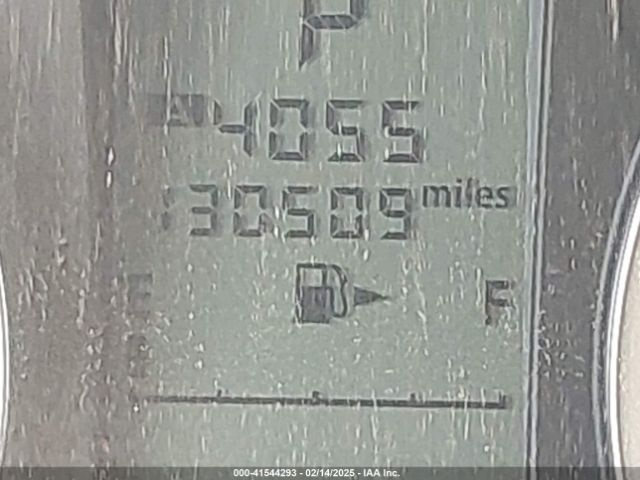 P
A 4055
130509 miles
E F
000-41544293 - 02/14/2025 - IAA Inc.